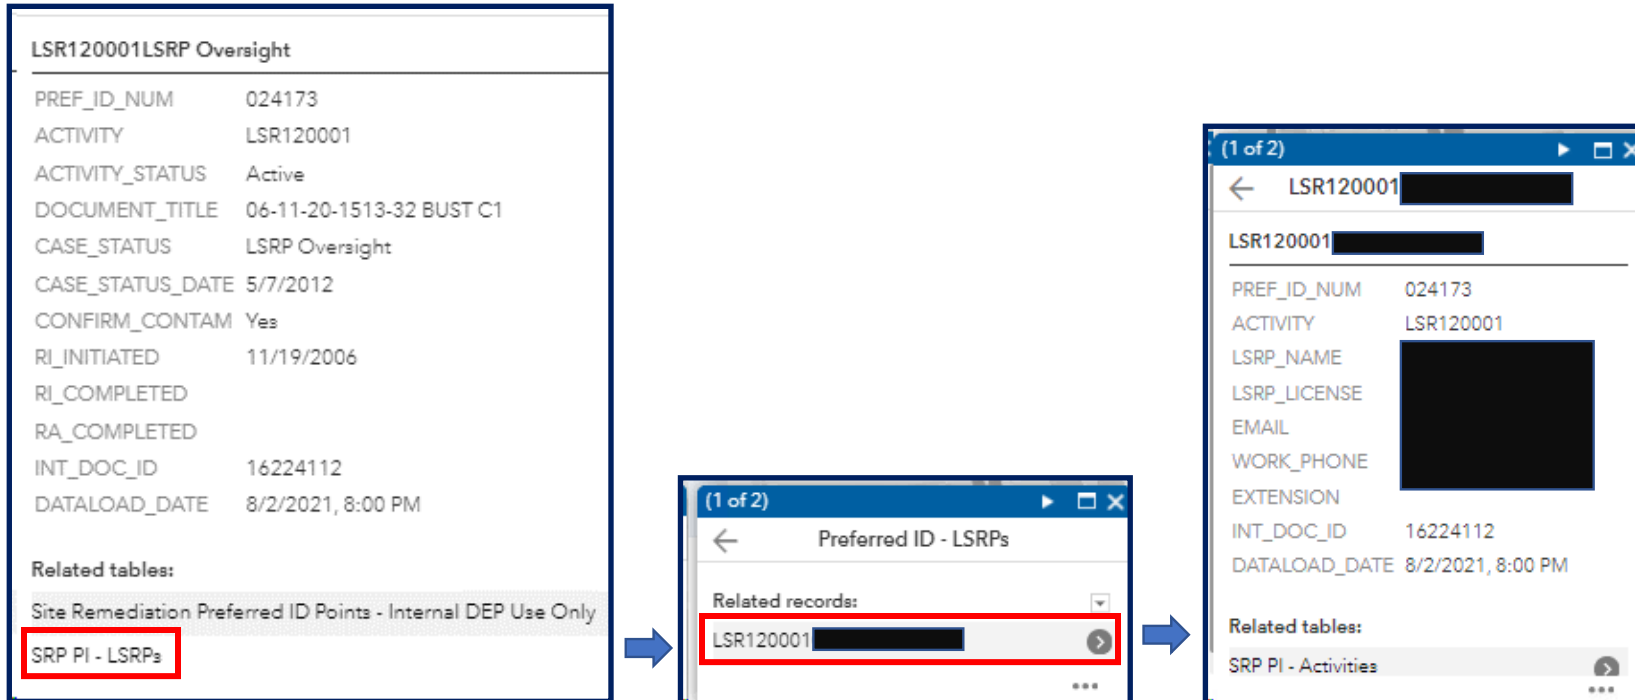 LSR120001LSRP Oversight
PREF_ID_NUM 024173
ACTIVITY LSR120001
ACTIVITY_STATUS Active
DOCUMENT_TITLE 06-11-20-1513-32 BUST C1
CASE_STATUS LSRP Oversight
CASE_STATUS_DATE 5/7/2012
CONFIRM_CONTAM Yes
RI_INITIATED 11/19/2006
RI_COMPLETED
RA_COMPLETED
INT_DOC_ID 16224112
DATALOAD_DATE 8/2/2021, 8:00 PM
Related tables:
Site Remediation Preferred ID Points - Internal DEP Use Only
SRP PI - LSRPs
(1 of 2)
Preferred ID - LSRPs
Related records:
LSR120001
(1 of 2)
LSR120001
LSR120001
PREF_ID_NUM 024173
ACTIVITY LSR120001
LSRP_NAME
LSRP_LICENSE
EMAIL
WORK_PHONE
EXTENSION
INT_DOC_ID 16224112
DATALOAD_DATE 8/2/2021, 8:00 PM
Related tables:
SRP PI - Activities